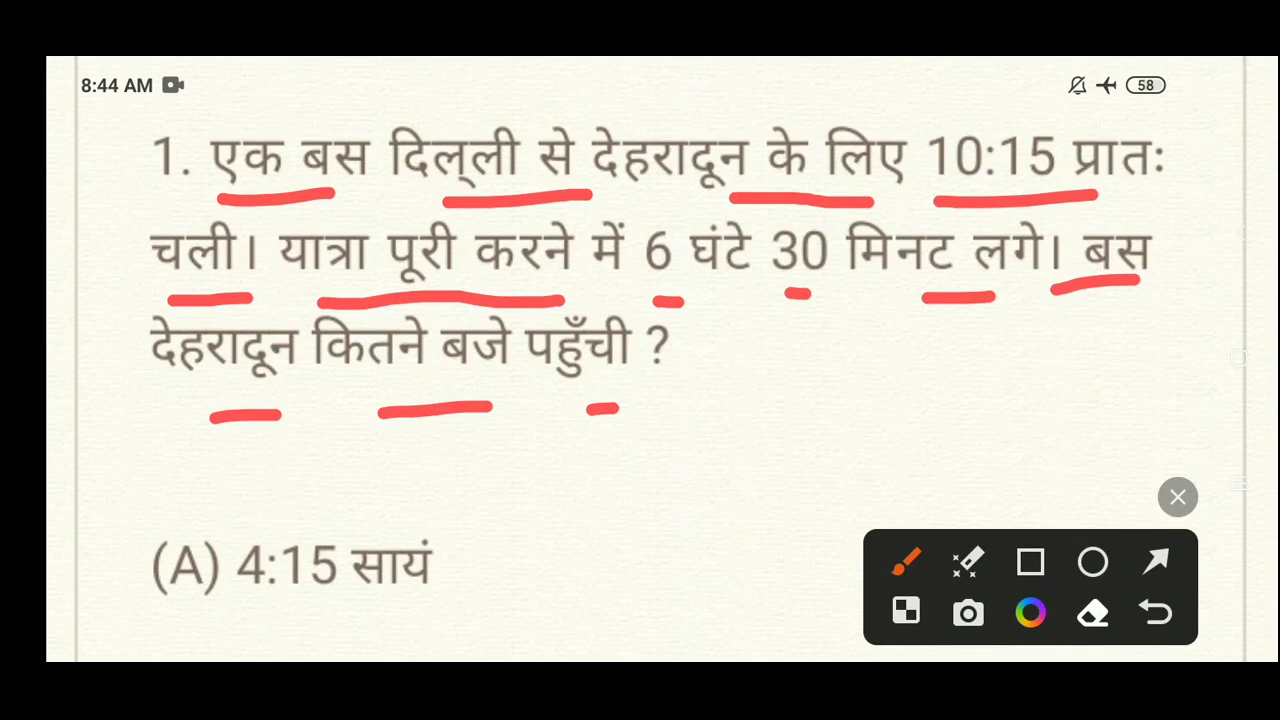 8:44 AM
58
1. एक बस दिल्ली से देहरादून के लिए 10:15 प्रातः
चली। यात्रा पूरी करने में 6 घंटे 30 मिनट लगे। बस
देहरादून कितने बजे पहुँची ?
(A) 4:15 सायं